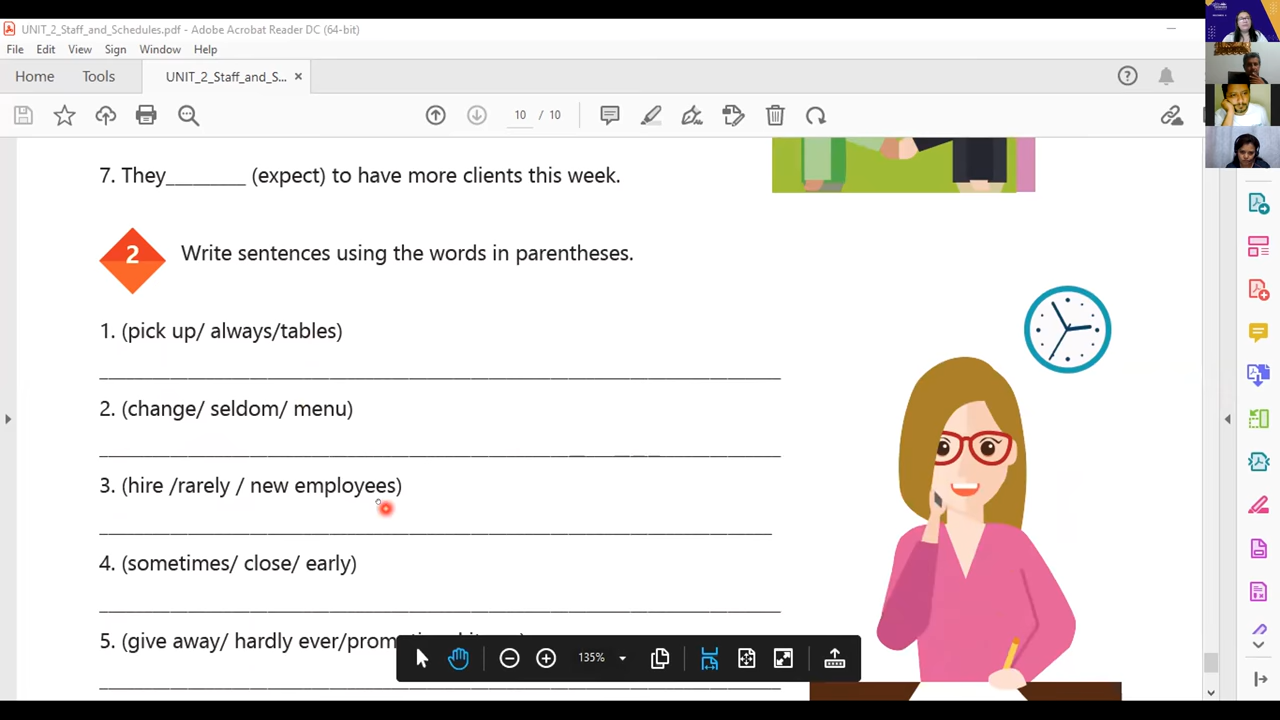 UNIT_2_Staff_and_Schedules.pdf - Adobe Acrobat Reader DC (64-bit)
File Edit View Sign Window Help
Home Tools UNIT_2_Staff_and_S... ×
10 / 10
7. They________ (expect) to have more clients this week.
2 Write sentences using the words in parentheses.
1. (pick up/ always/tables)
2. (change/ seldom/ menu)
3. (hire /rarely / new employees)
4. (sometimes/ close/ early)
5. (give away/ hardly ever/prom
135%